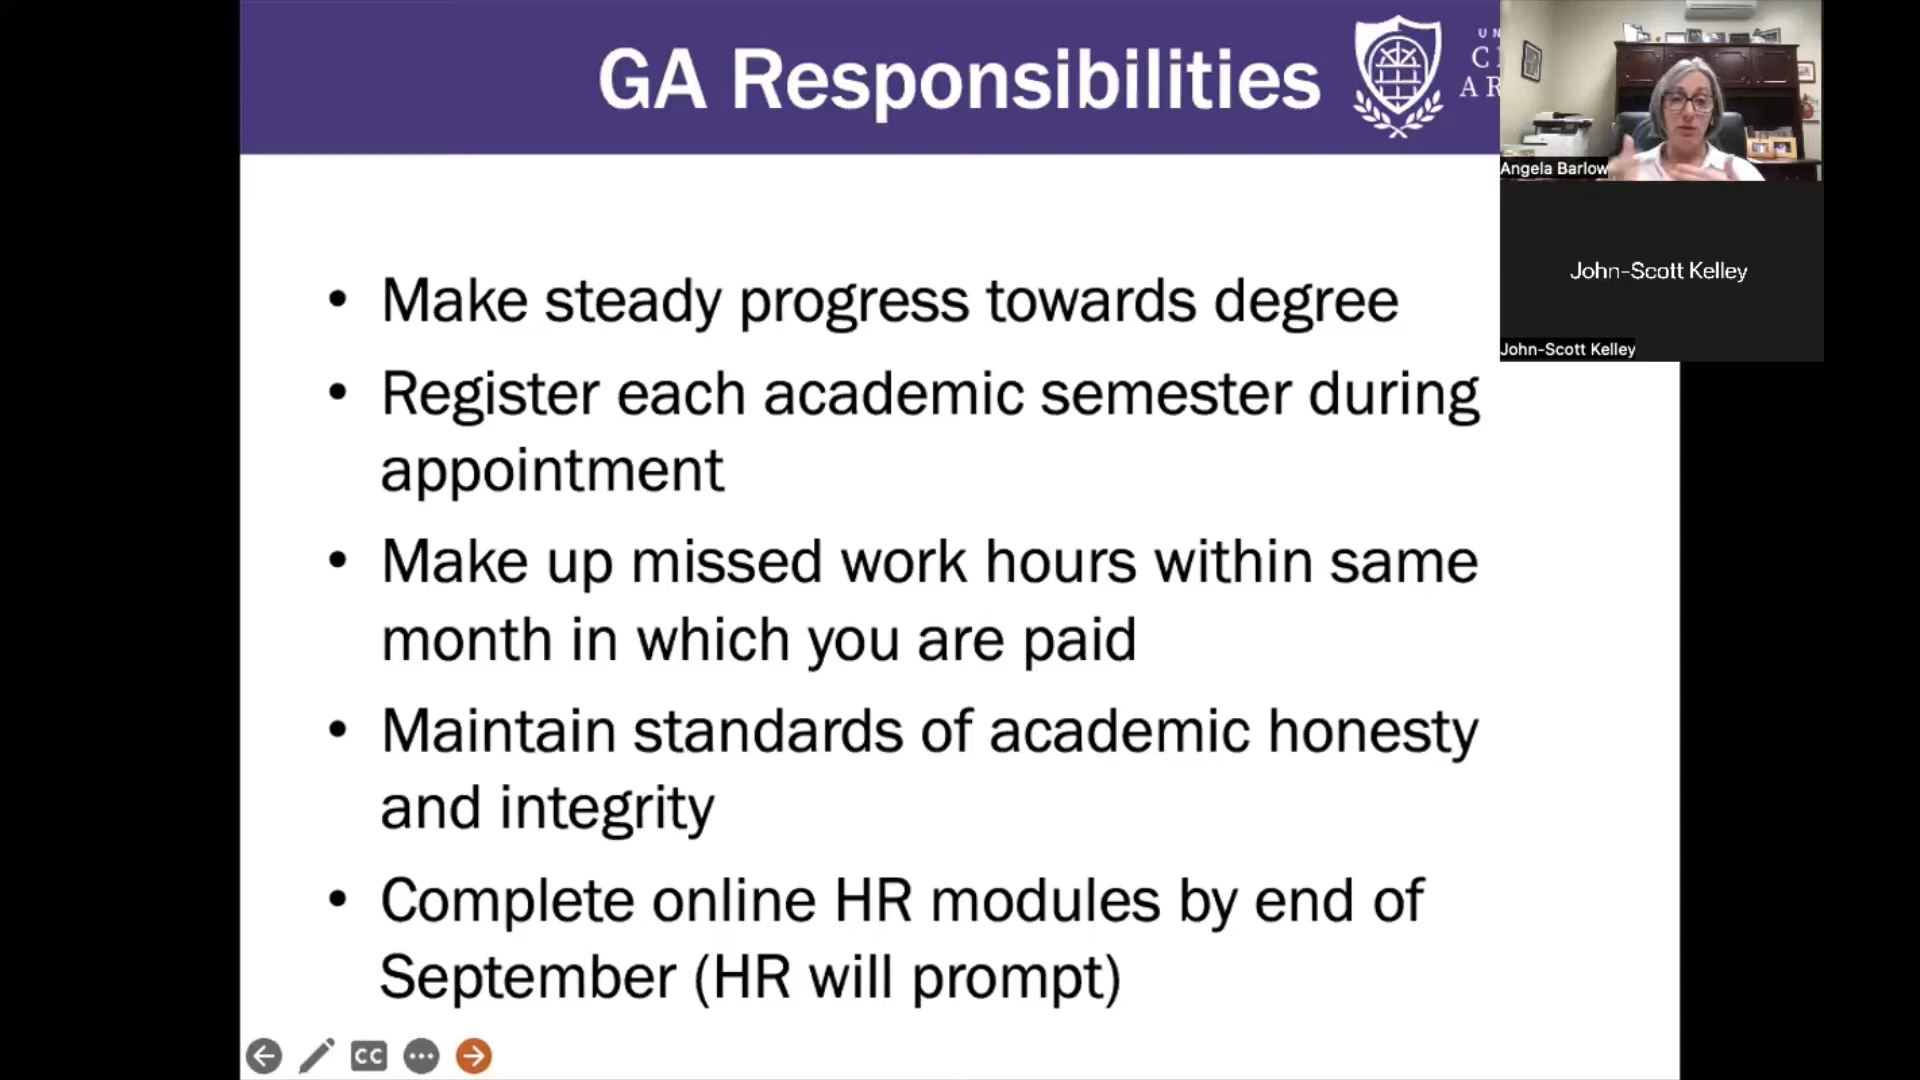 GA Responsibilities
• Make steady progress towards degree
• Register each academic semester during
appointment
• Make up missed work hours within same
month in which you are paid
• Maintain standards of academic honesty
and integrity
• Complete online HR modules by end of
September (HR will prompt)
Angela Barlow
John-Scott Kelley
John-Scott Kelley
CC